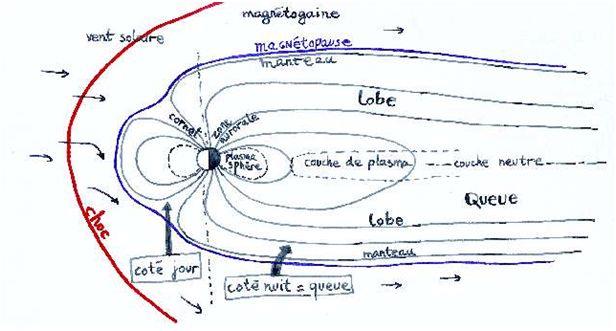 magnétogaine
vent solaire
magnétopause
manteau
lobe
cornet
zone
aurorale
plasma
sphère
couche de plasma
couche neutre
Queue
choc
lobe
manteau
coté jour
coté nuit = queue